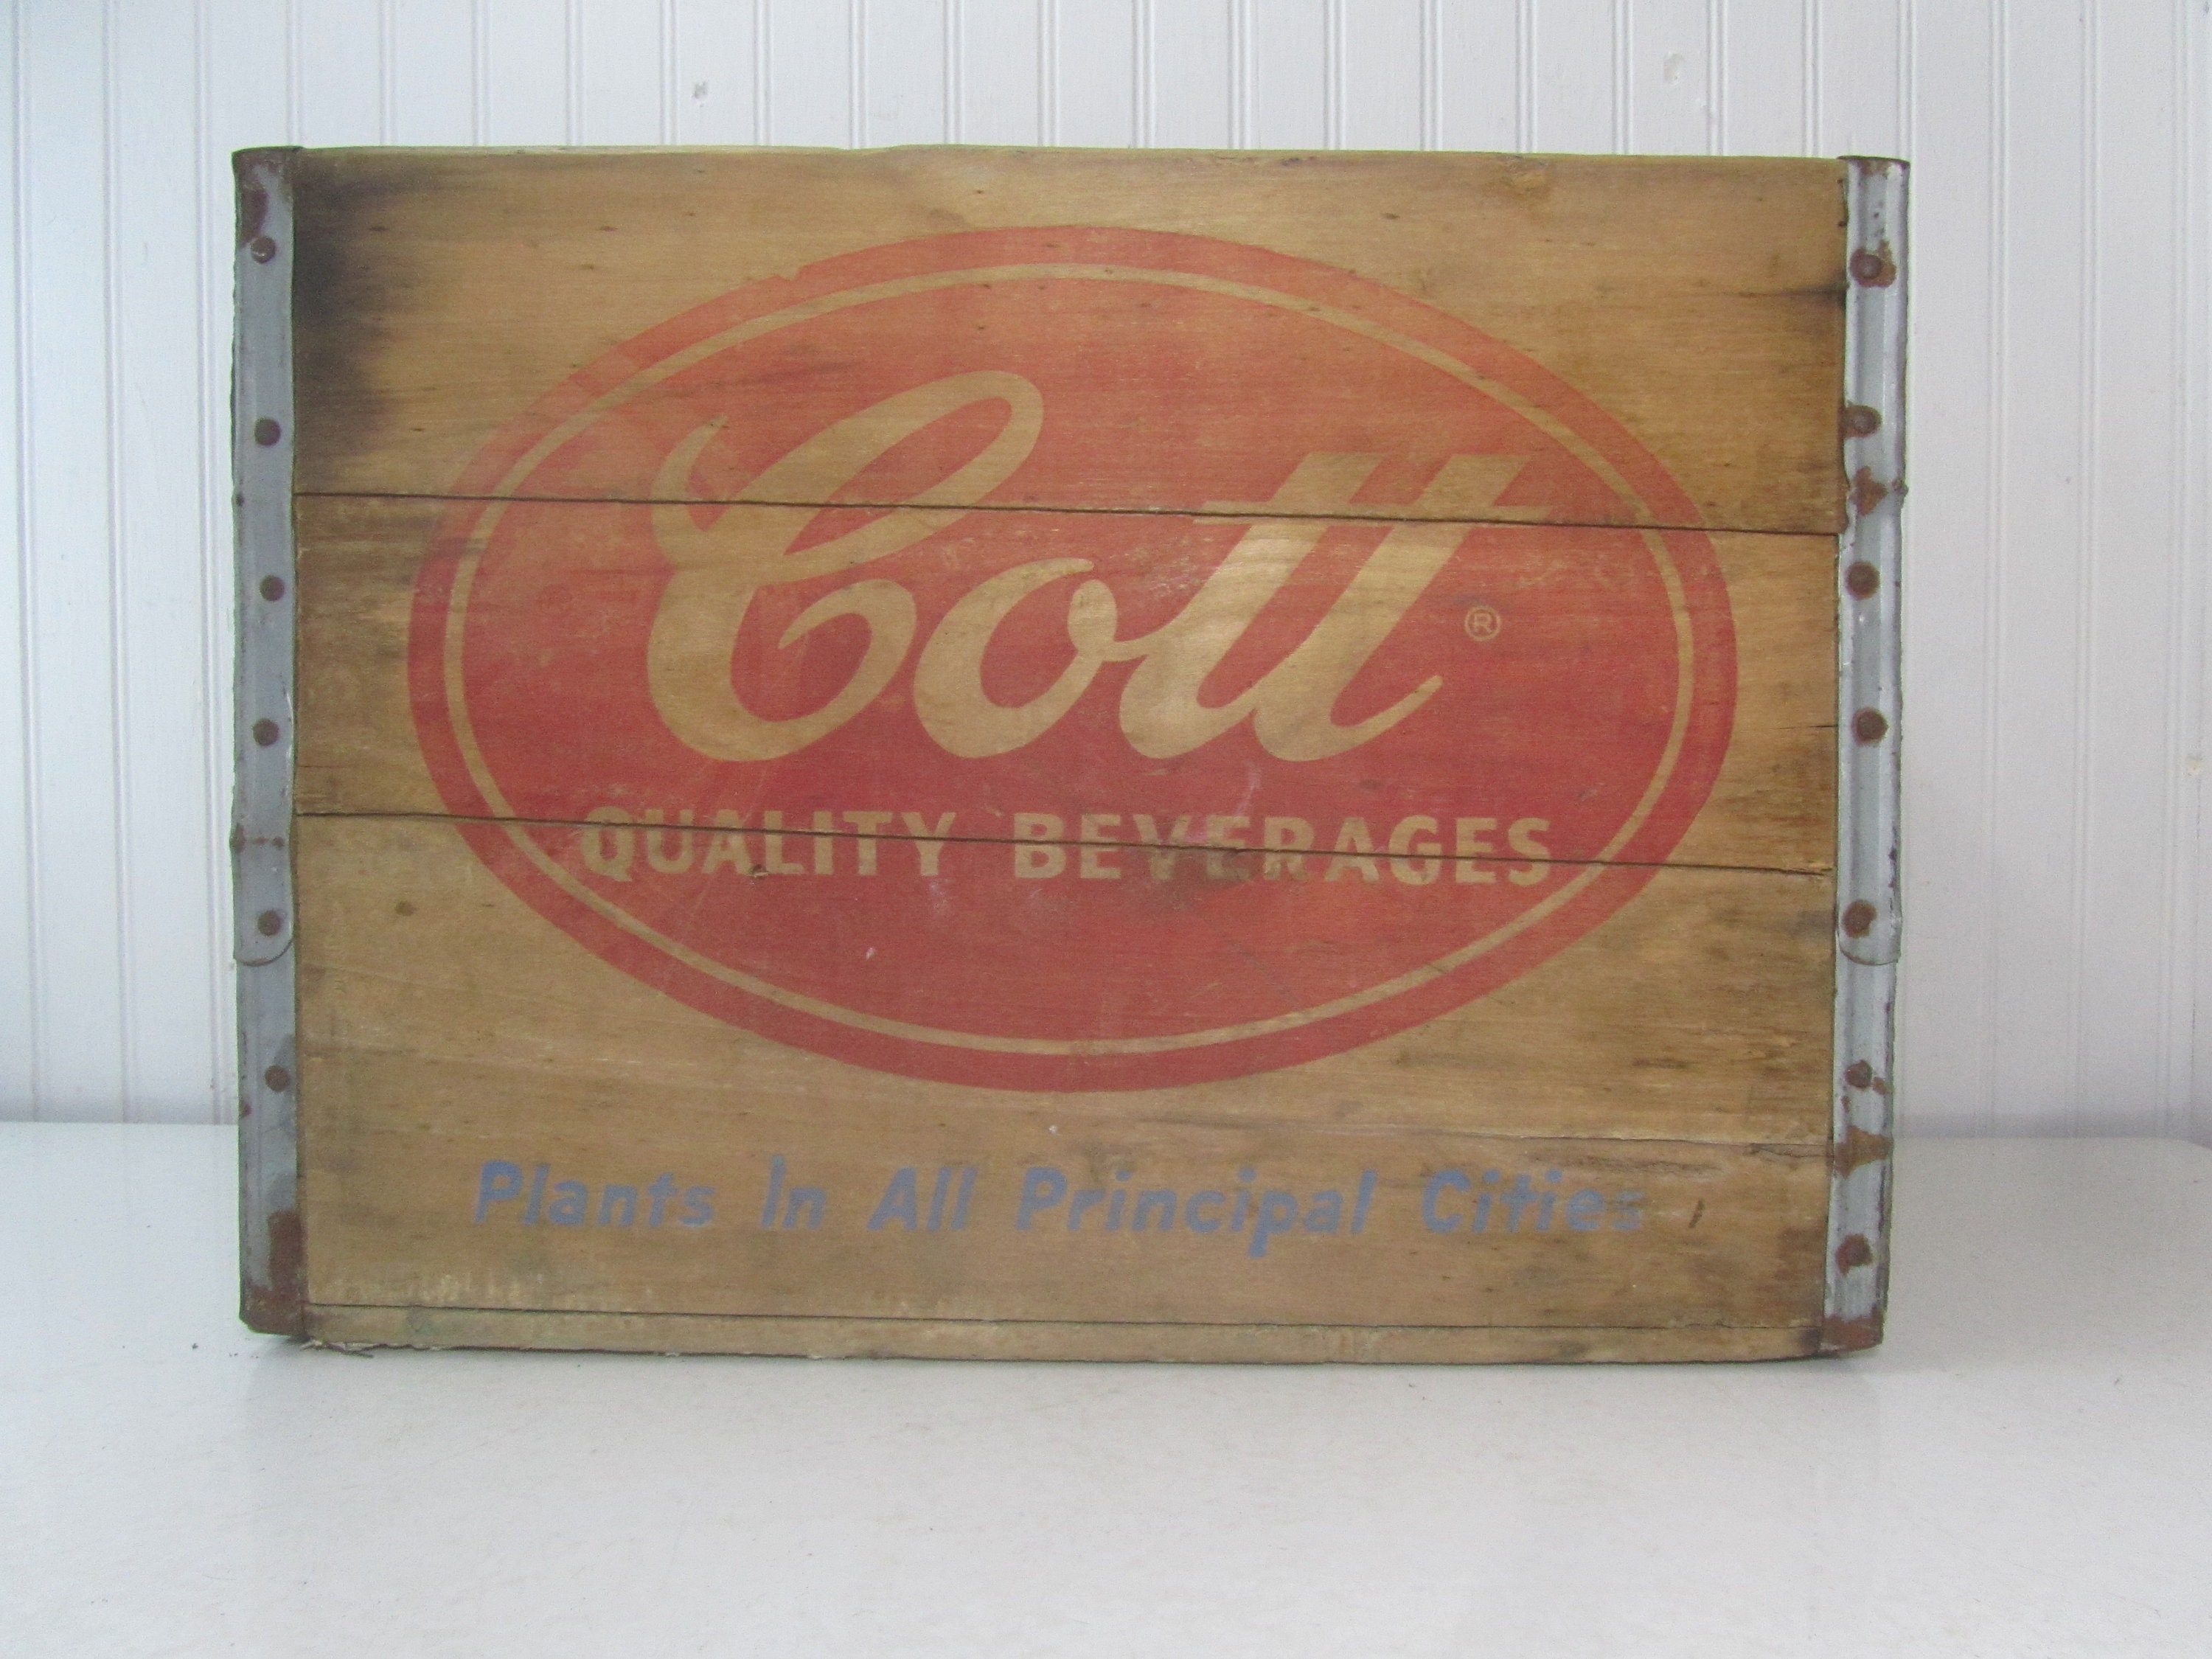 Cott ®
QUALITY BEVERAGES
Plants In All Principal Cities